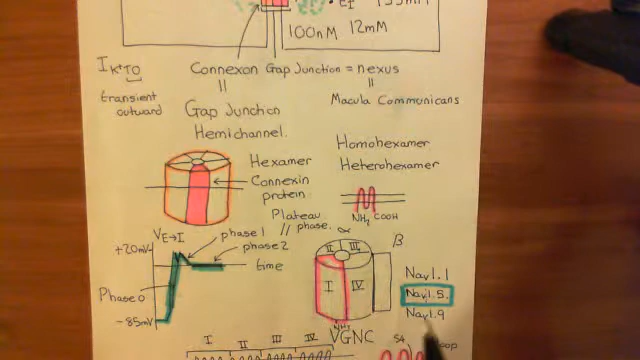 100nM 12mM
I K+TO
transient
outward
Connexon Gap Junction = nexus
=
Gap Junction
Hemichannel.
=
Macula Communicans
Hexamer
Connexin
protein
Homohexamer
Heterohexamer
NH2 COOH
Plateau
phase 1 // phase.
phase 2
VE→I
+20mV
time
Phase 0
-85mV
α
β
II III
I IV
NH2
VGNC
Nav1.1
Nav1.5.
Nav1.9
I II III IV
S4